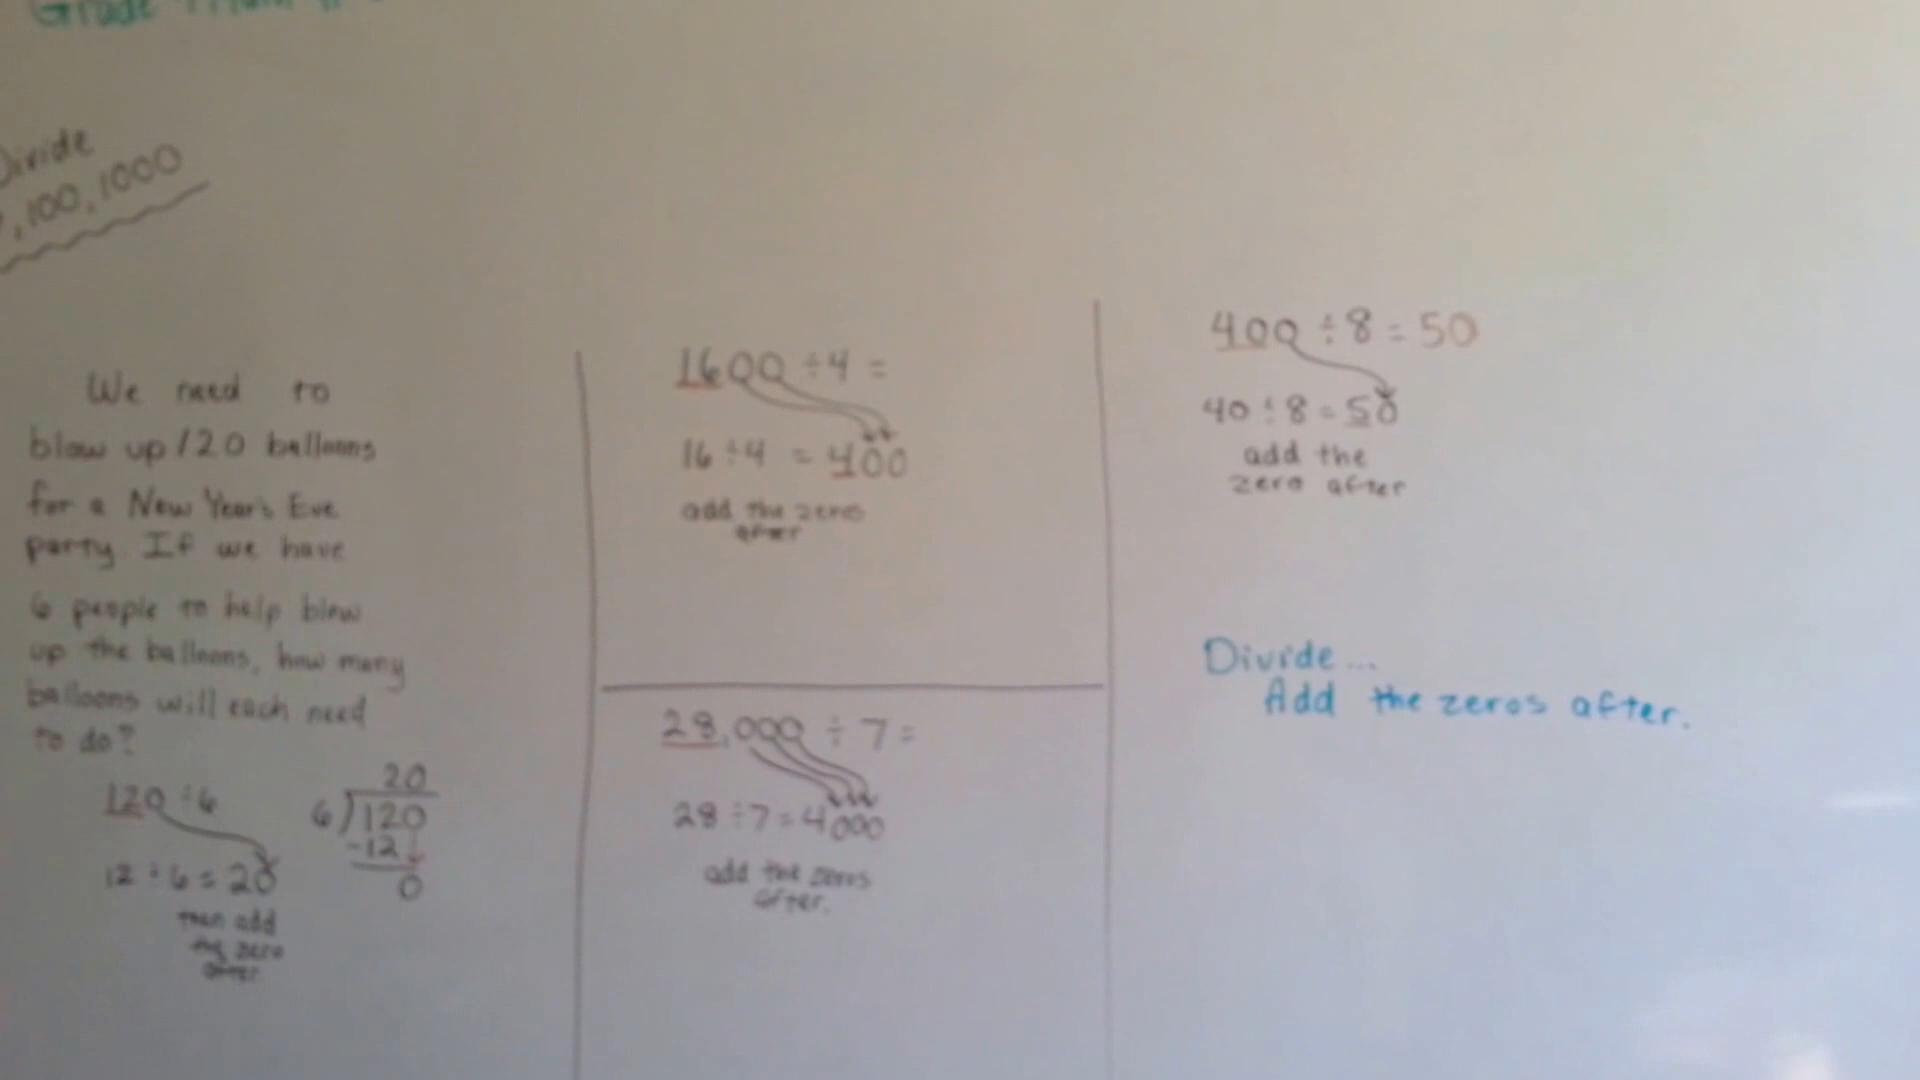 Grade
Divide
,100,1000
We need to
blow up 120 balloons
for a New Year's Eve
party. If we have
6 people to help blow
up the balloons, how many
balloons will each need
to do?
120 ÷ 6
12 ÷ 6 = 20
then add
the zero
after
20
6)120
-12
0
1600 ÷ 4 =
16 ÷ 4 = 400
add the zeros
after
28,000 ÷ 7 =
28 ÷ 7 = 4000
add the zeros
after.
400 ÷ 8 = 50
40 ÷ 8 = 50
add the
zero after
Divide...
Add the zeros after.